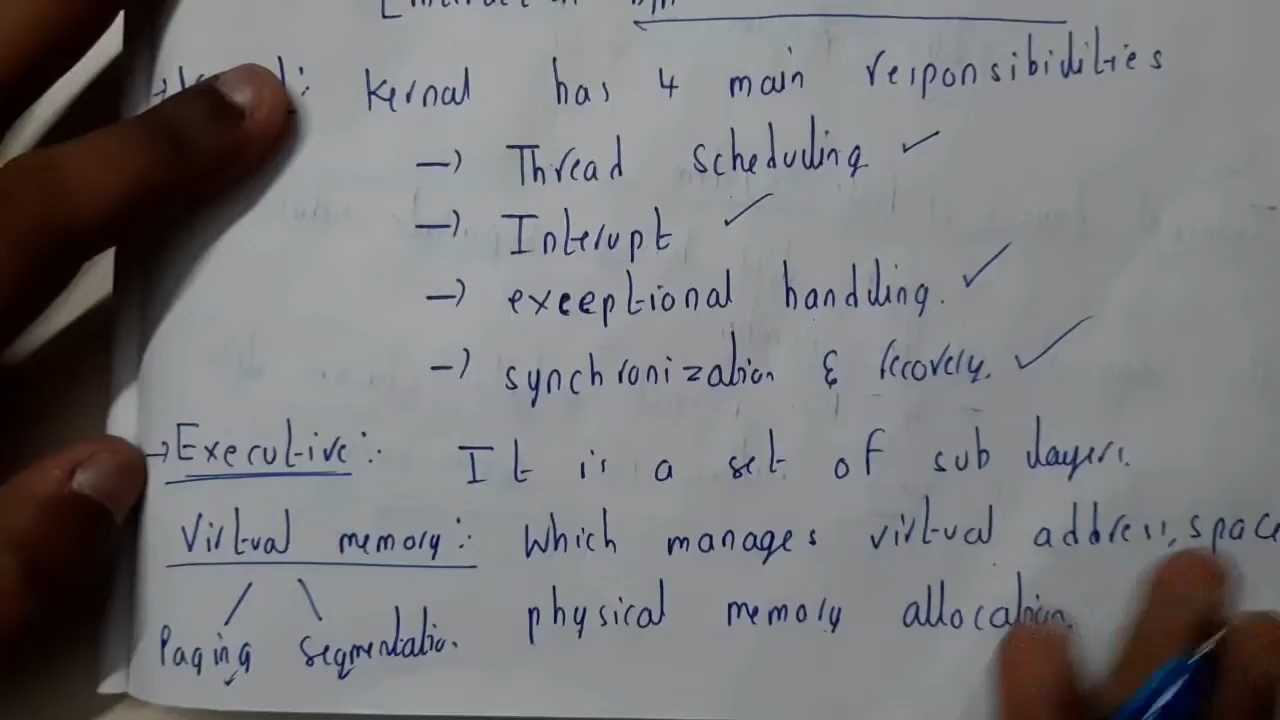 : Kernal has 4 main responsibilities
→ Thread scheduling ✓
→ Interupt ✓
→ exceptional handling. ✓
→ synchronization & recovery. ✓
→ Executive: It is a set of sub layers.
Virtual memory: Which manages virtual address, space
Paging segmentation. physical memory allocation.